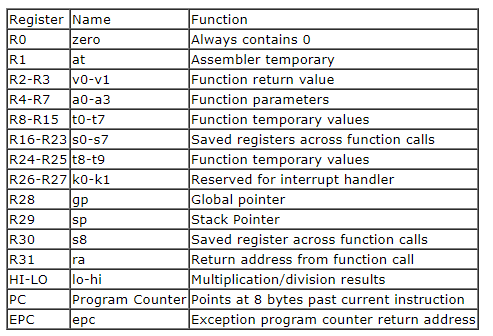 Register Name Function
R0 zero Always contains 0
R1 at Assembler temporary
R2-R3 v0-v1 Function return value
R4-R7 a0-a3 Function parameters
R8-R15 t0-t7 Function temporary values
R16-R23 s0-s7 Saved registers across function calls
R24-R25 t8-t9 Function temporary values
R26-R27 k0-k1 Reserved for interrupt handler
R28 gp Global pointer
R29 sp Stack Pointer
R30 s8 Saved register across function calls
R31 ra Return address from function call
HI-LO lo-hi Multiplication/division results
PC Program Counter Points at 8 bytes past current instruction
EPC epc Exception program counter return address